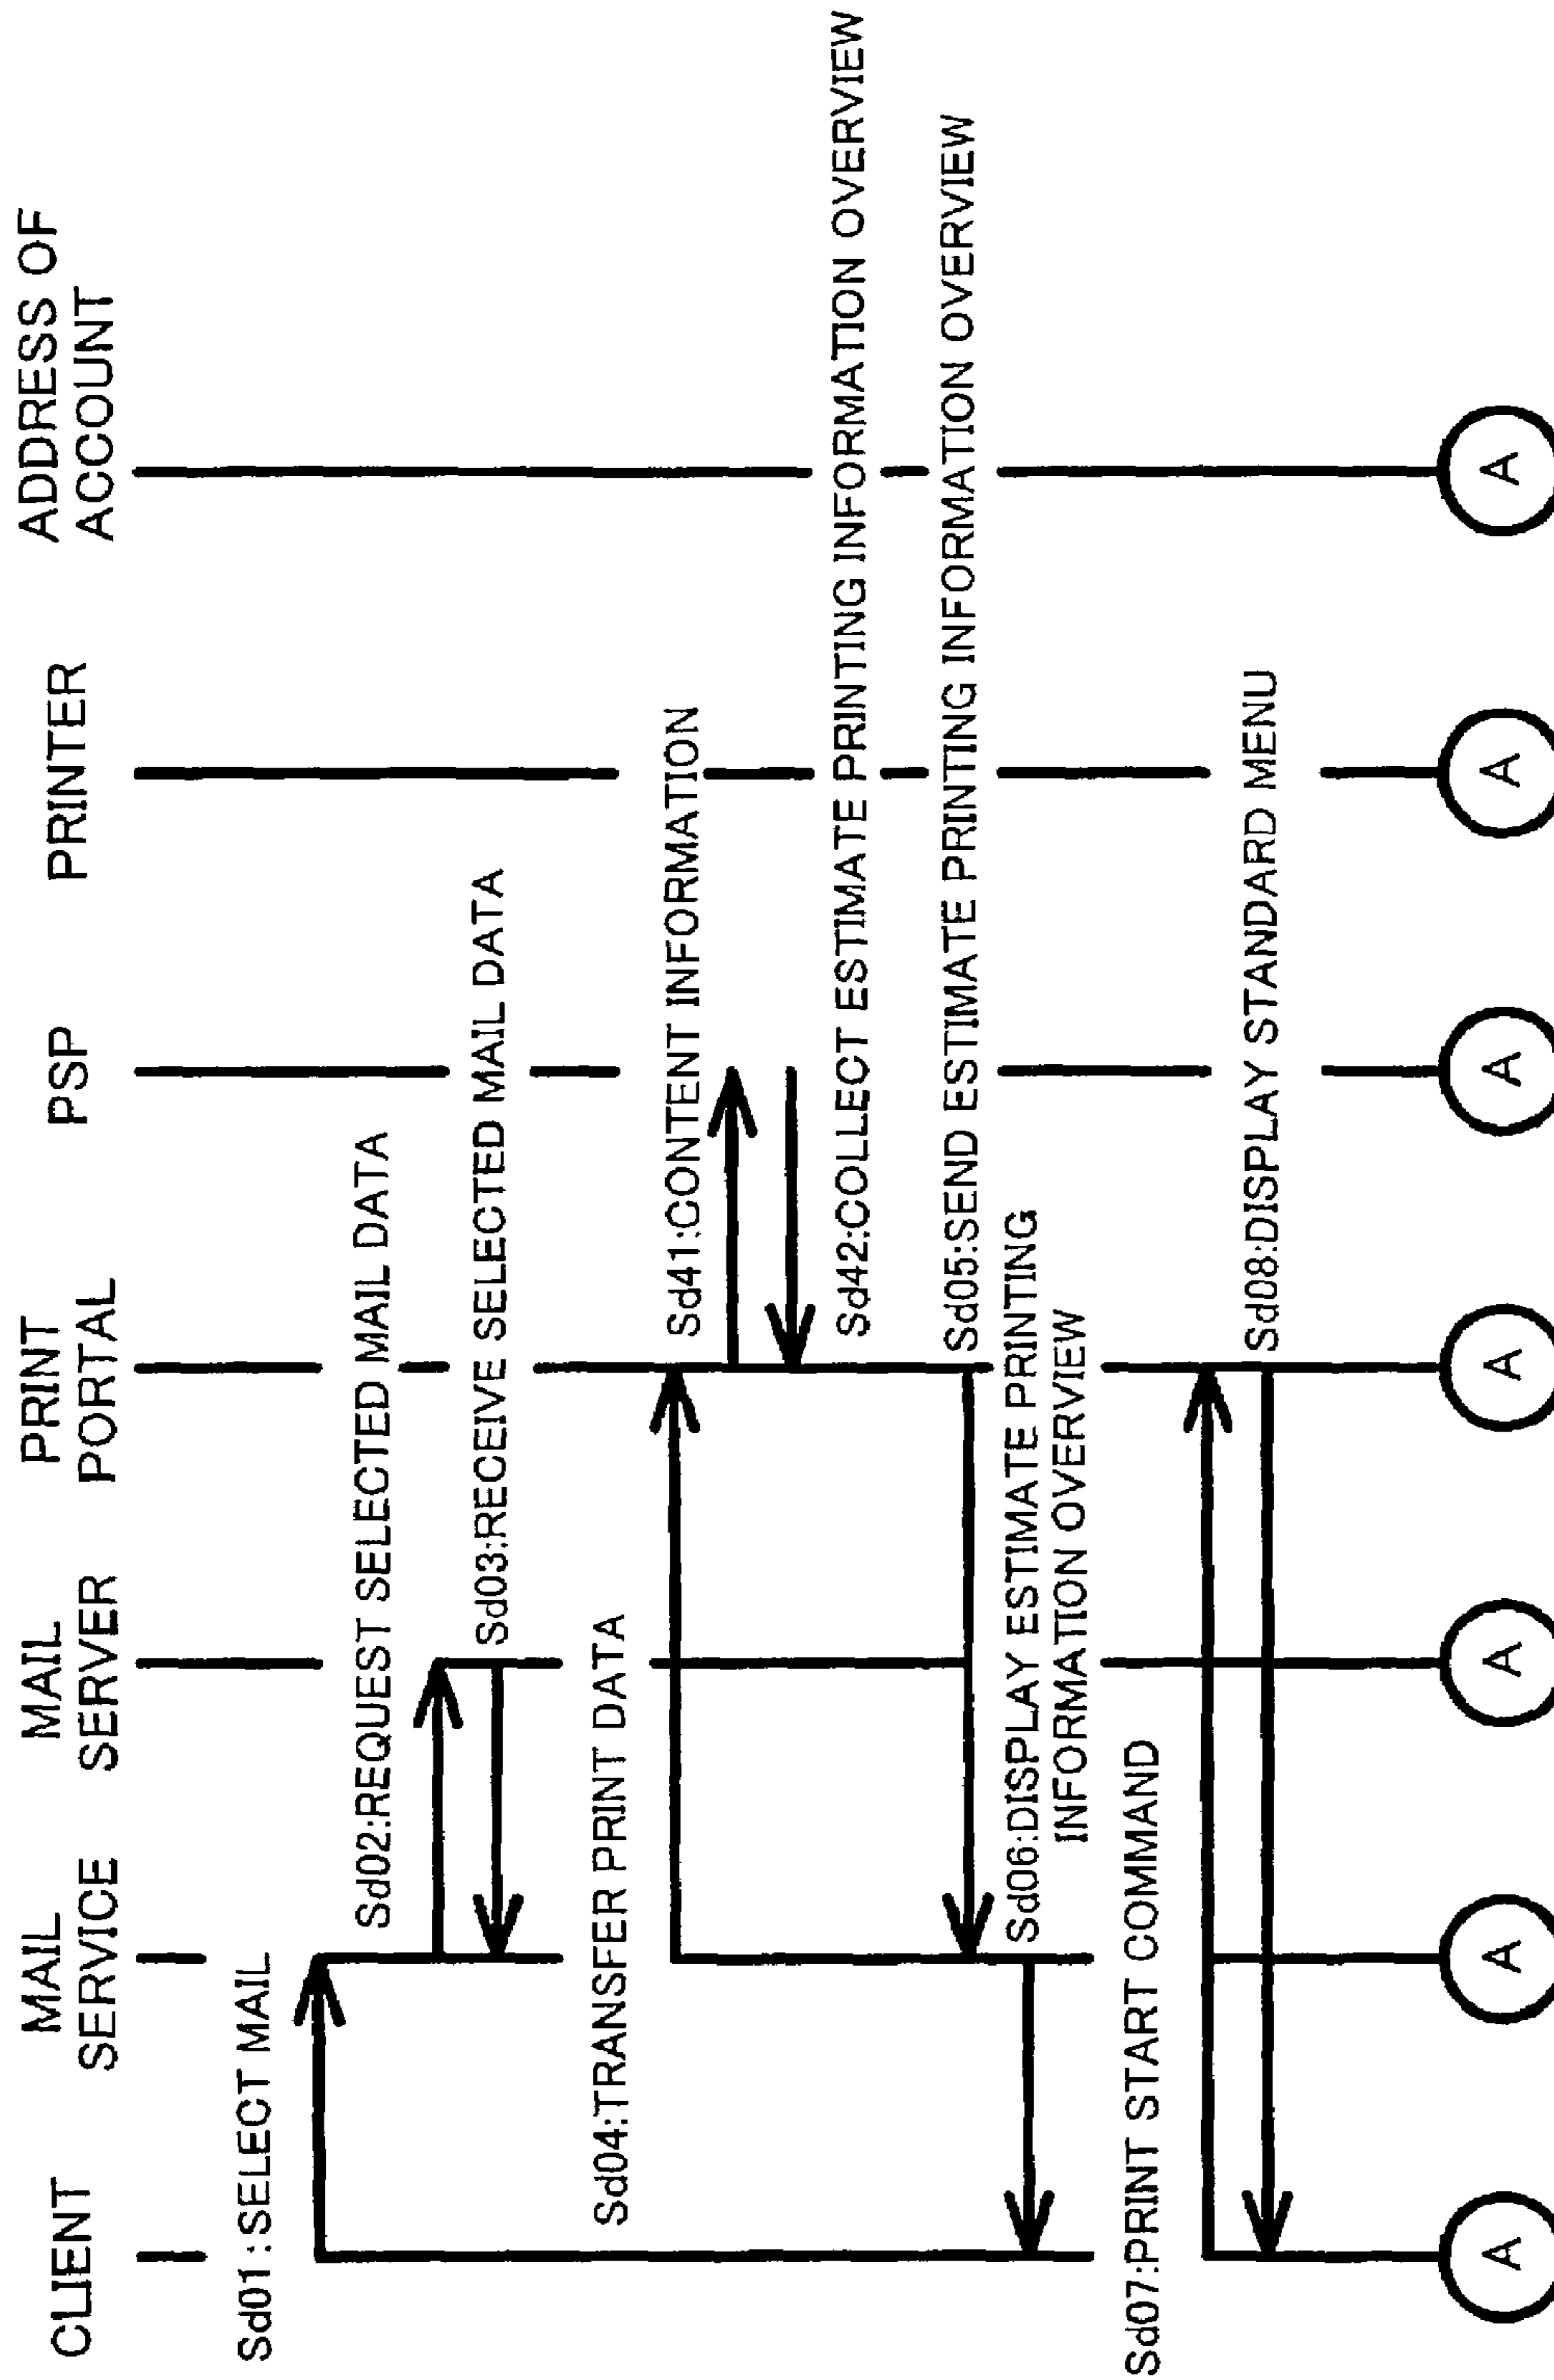 CLIENT
MAIL
SERVICE
MAIL
SERVER
PRINT
PORTAL
PSP
PRINTER
ADDRESS OF
ACCOUNT
Sd01:SELECT MAIL
Sd02:REQUEST SELECTED MAIL DATA
Sd03:RECEIVE SELECTED MAIL DATA
Sd04:TRANSFER PRINT DATA
Sd41:CONTENT INFORMATION
Sd42:COLLECT ESTIMATE PRINTING INFORMATION OVERVIEW
Sd05:SEND ESTIMATE PRINTING INFORMATION OVERVIEW
Sd06:DISPLAY ESTIMATE PRINTING
INFORMATION OVERVIEW
Sd07:PRINT START COMMAND
Sd08:DISPLAY STANDARD MENU
A
A
A
A
A
A
A